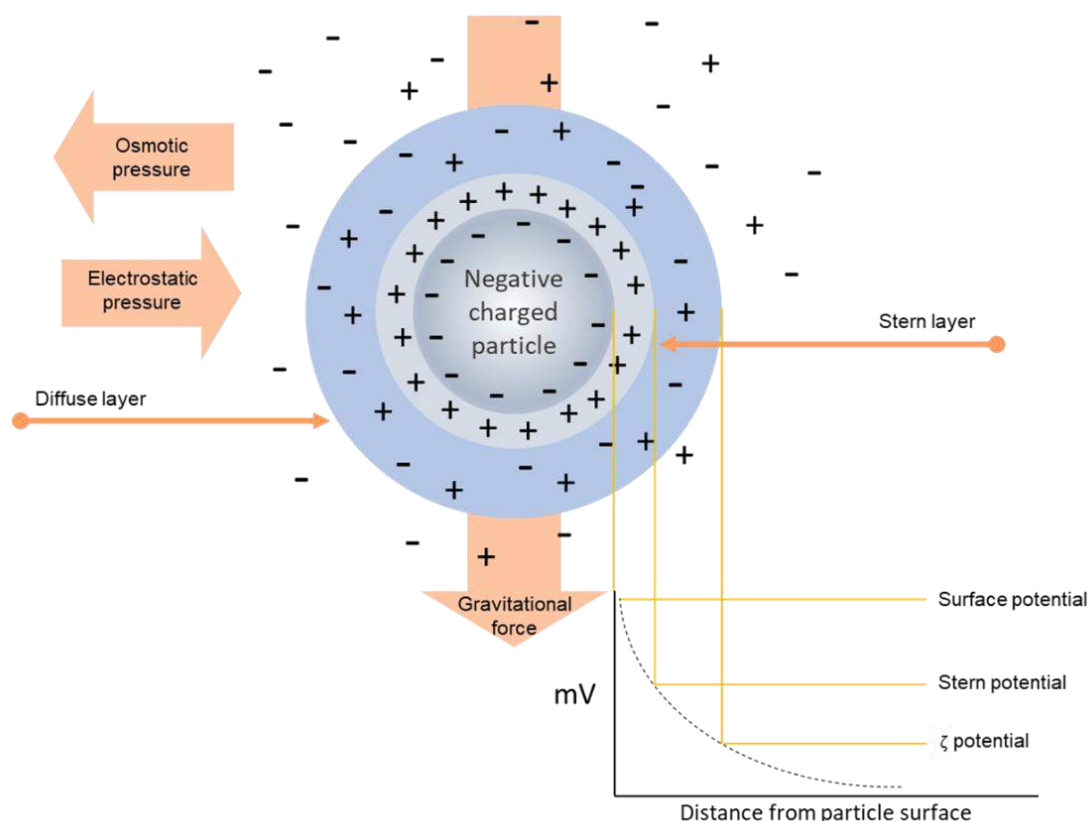 Osmotic
pressure
Electrostatic
pressure
Negative
charged
particle
Stern layer
Diffuse layer
Gravitational
force
Surface potential
mV
Stern potential
ζ potential
Distance from particle surface